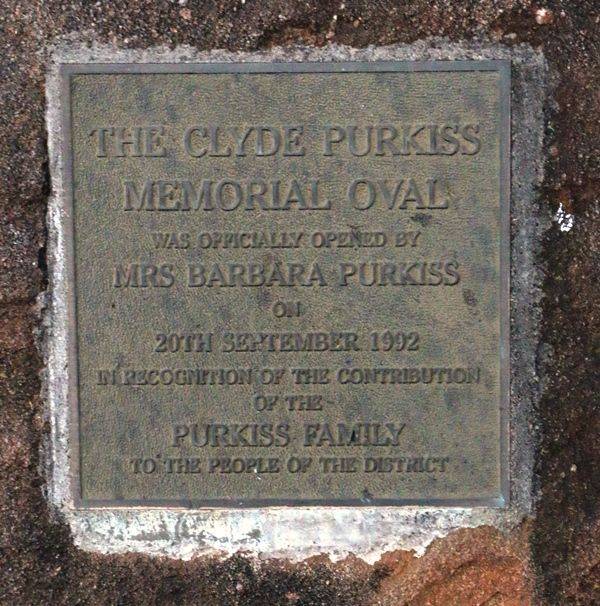 THE CLYDE PURKISS
MEMORIAL OVAL
WAS OFFICIALLY OPENED BY
MRS BARBARA PURKISS
ON
20TH SEPTEMBER 1992
IN RECOGNITION OF THE CONTRIBUTION
OF THE
PURKISS FAMILY
TO THE PEOPLE OF THE DISTRICT